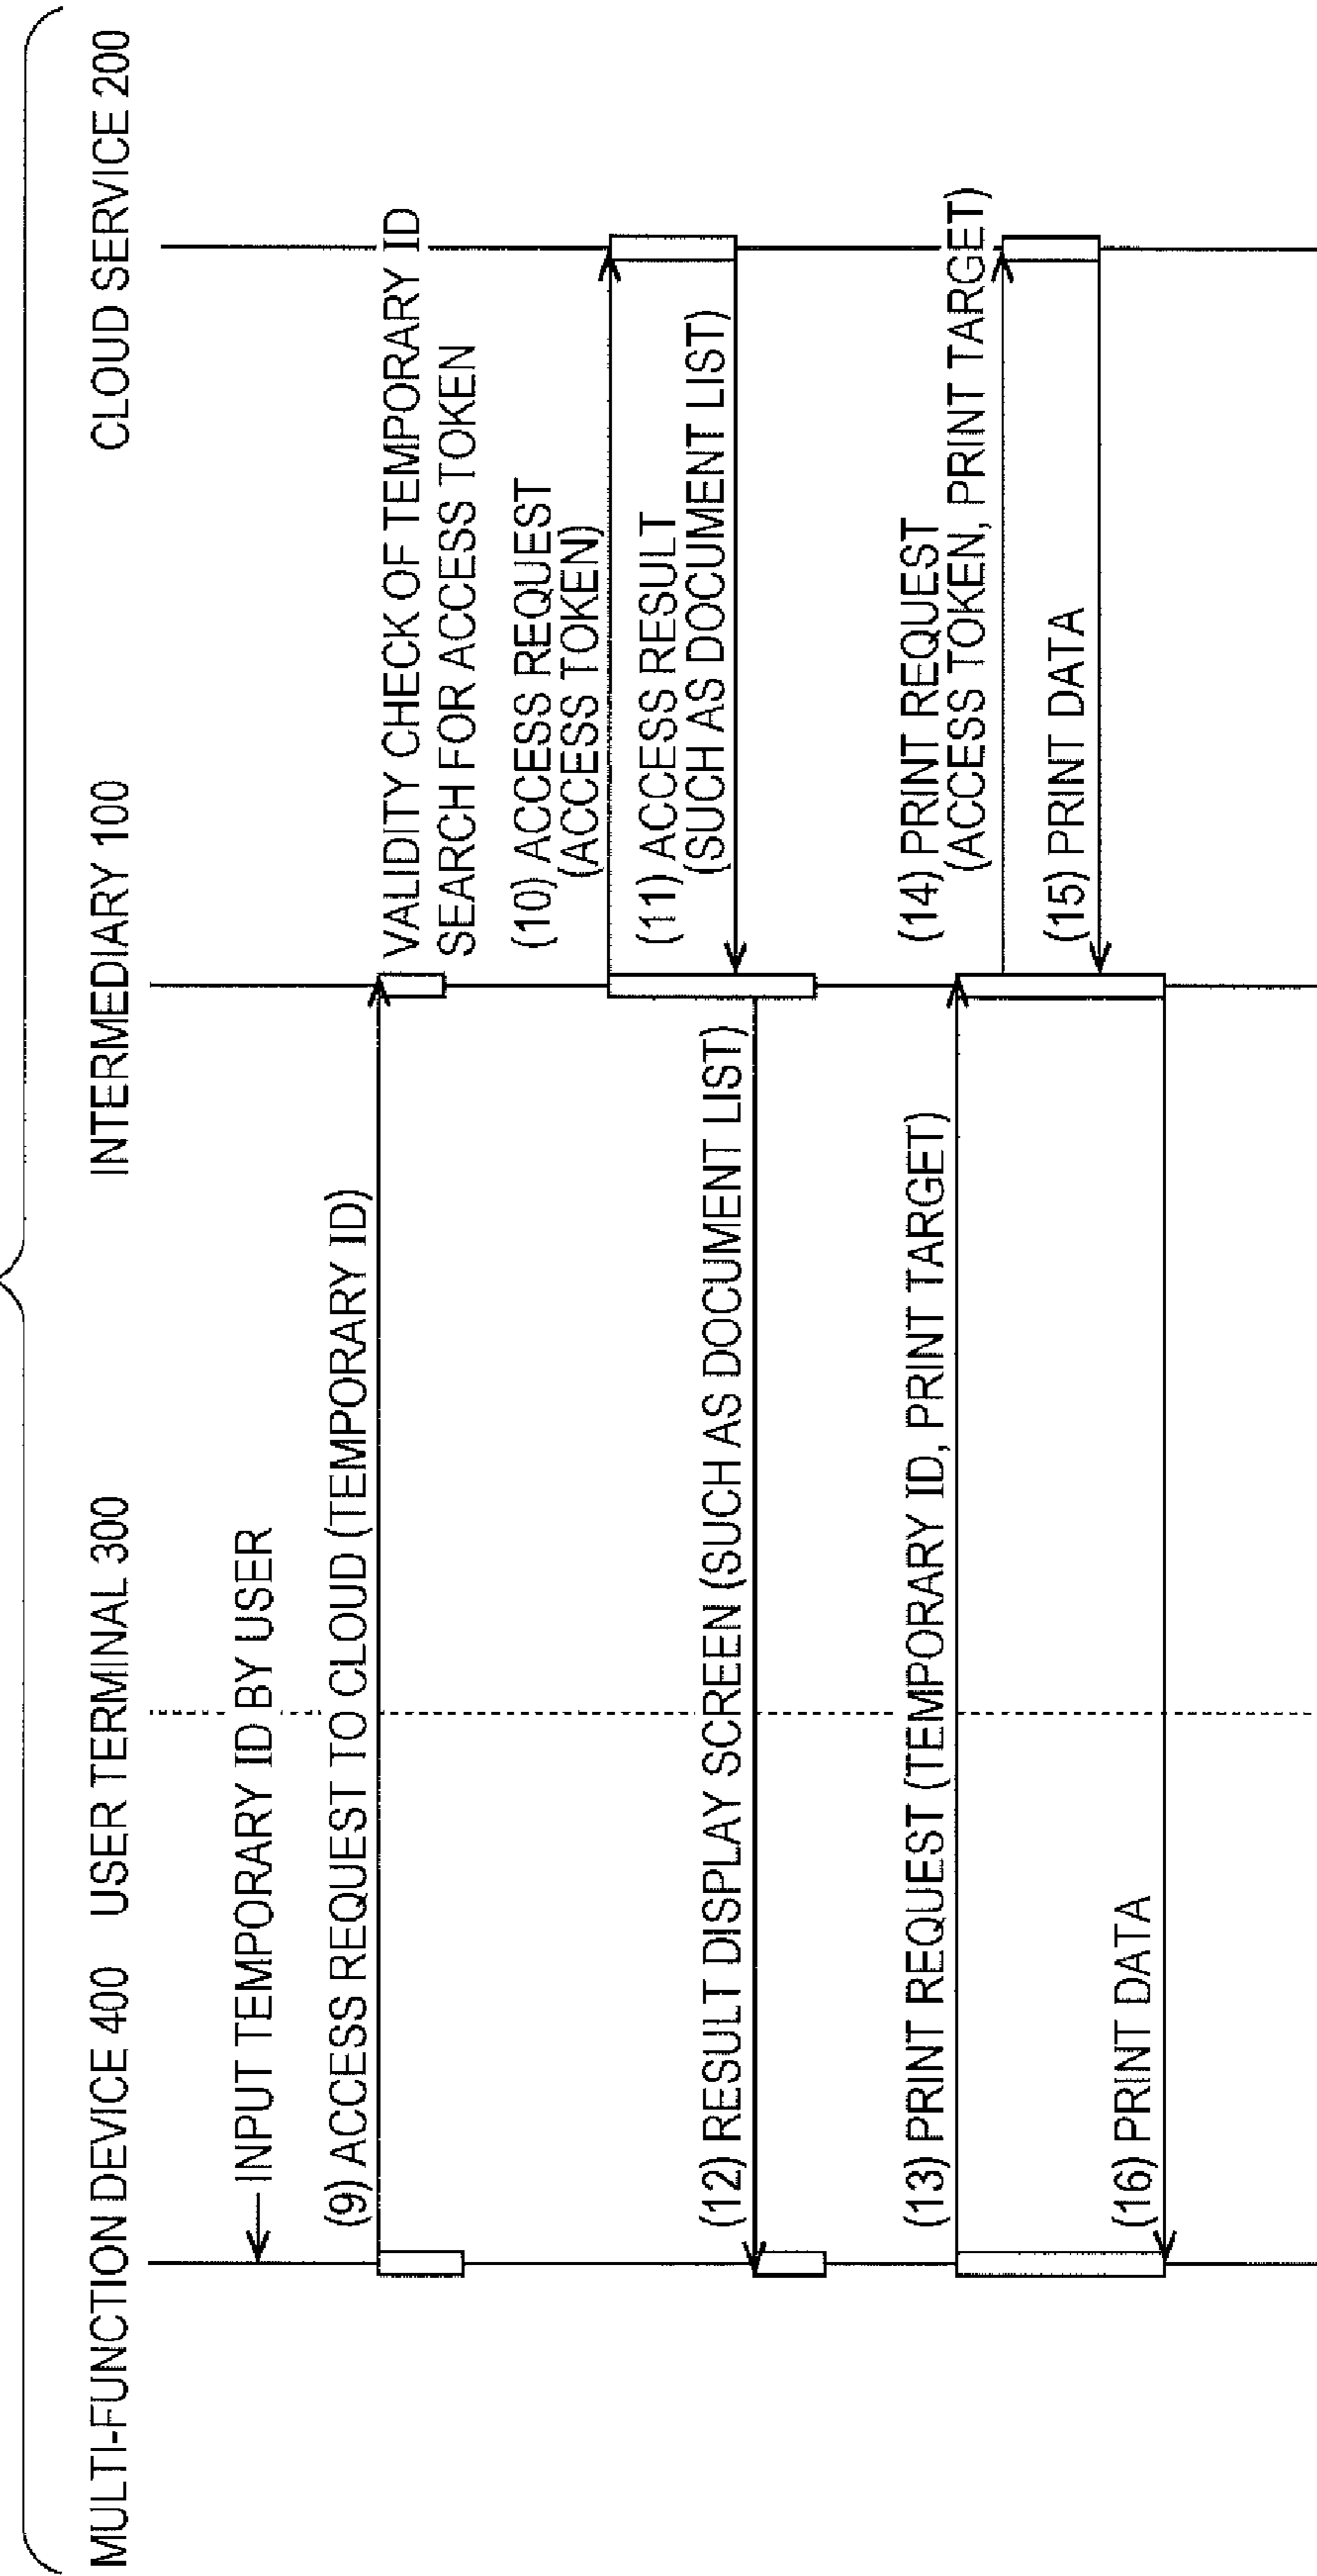 MULTI-FUNCTION DEVICE 400
USER TERMINAL 300
INTERMEDIARY 100
CLOUD SERVICE 200
INPUT TEMPORARY ID BY USER
(9) ACCESS REQUEST TO CLOUD (TEMPORARY ID)
VALIDITY CHECK OF TEMPORARY ID
SEARCH FOR ACCESS TOKEN
(10) ACCESS REQUEST
(ACCESS TOKEN)
(11) ACCESS RESULT
(SUCH AS DOCUMENT LIST)
(12) RESULT DISPLAY SCREEN (SUCH AS DOCUMENT LIST)
(13) PRINT REQUEST (TEMPORARY ID, PRINT TARGET)
(14) PRINT REQUEST
(ACCESS TOKEN, PRINT TARGET)
(15) PRINT DATA
(16) PRINT DATA